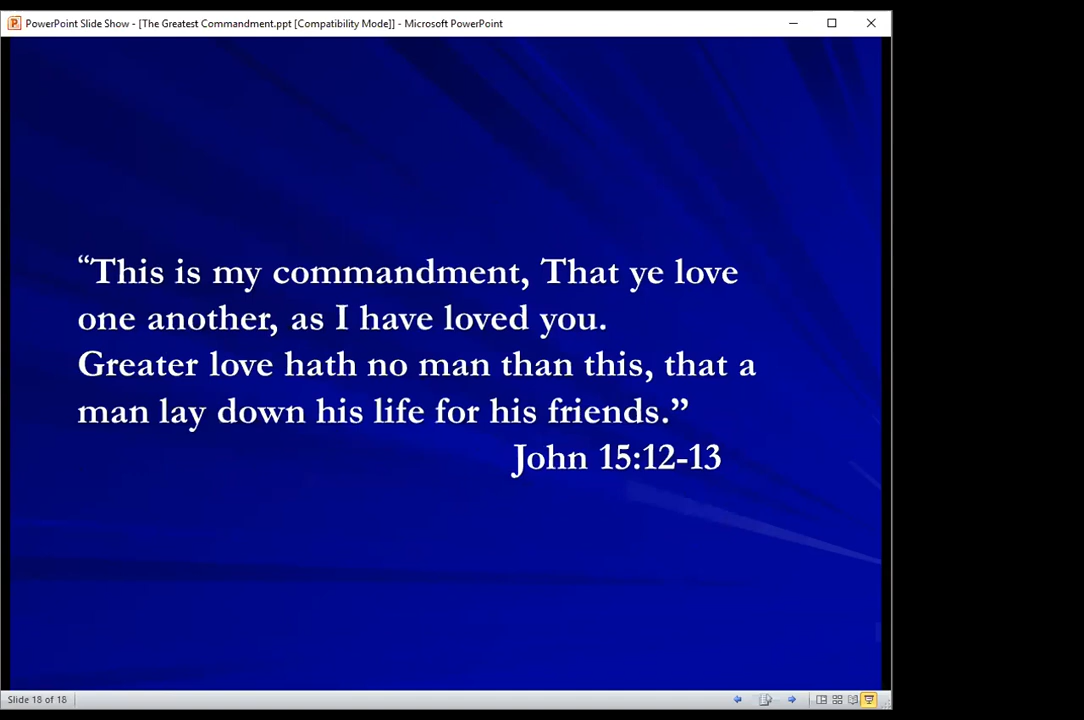 PowerPoint Slide Show - [The Greatest Commandment.ppt [Compatibility Mode]] - Microsoft PowerPoint
“This is my commandment, That ye love
one another, as I have loved you.
Greater love hath no man than this, that a
man lay down his life for his friends.”
John 15:12-13
Slide 18 of 18